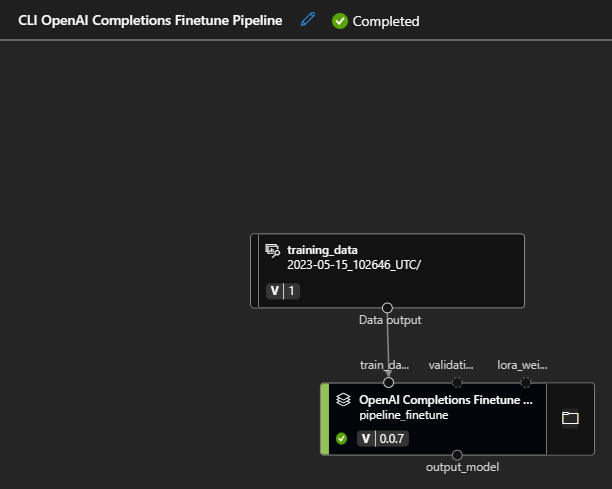 CLI OpenAI Completions Finetune Pipeline
Completed
training_data
2023-05-15_102646_UTC/
V 1
Data output
train_da...
validati...
lora_wei...
OpenAI Completions Finetune ...
pipeline_finetune
V 0.0.7
output_model